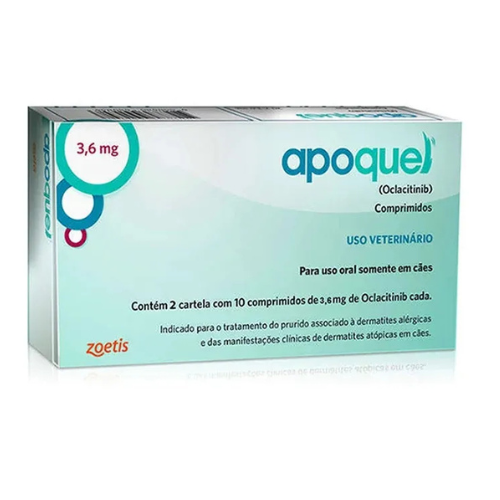 apoquel
3,6 mg
apoquel
(Oclacitinib)
Comprimidos
USO VETERINÁRIO
Para uso oral somente em cães
Contém 2 cartela com 10 comprimidos de 3,6mg de Oclacitinib cada.
Indicado para o tratamento do prurido associado à dermatites alérgicas
e das manifestações clínicas de dermatites atópicas em cães.
zoetis